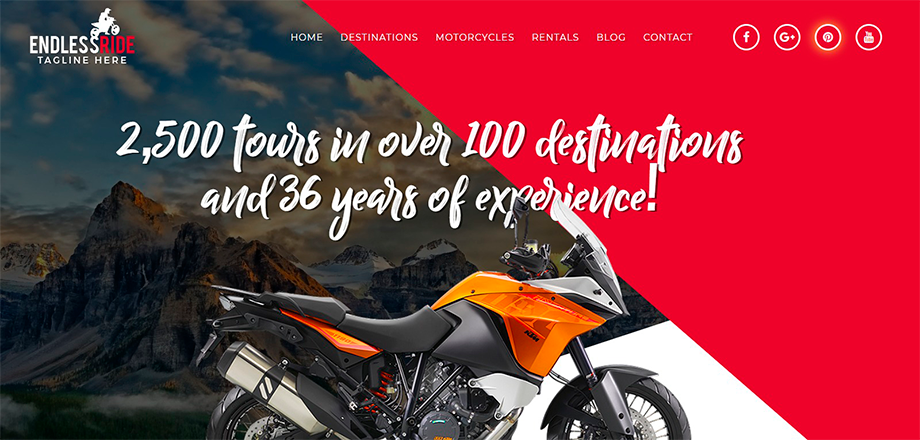 ENDLESSRIDE
TAGLINE HERE
HOME DESTINATIONS MOTORCYCLES RENTALS BLOG CONTACT
2,500 tours in over 100 destinations
and 36 years of experience!
KTM